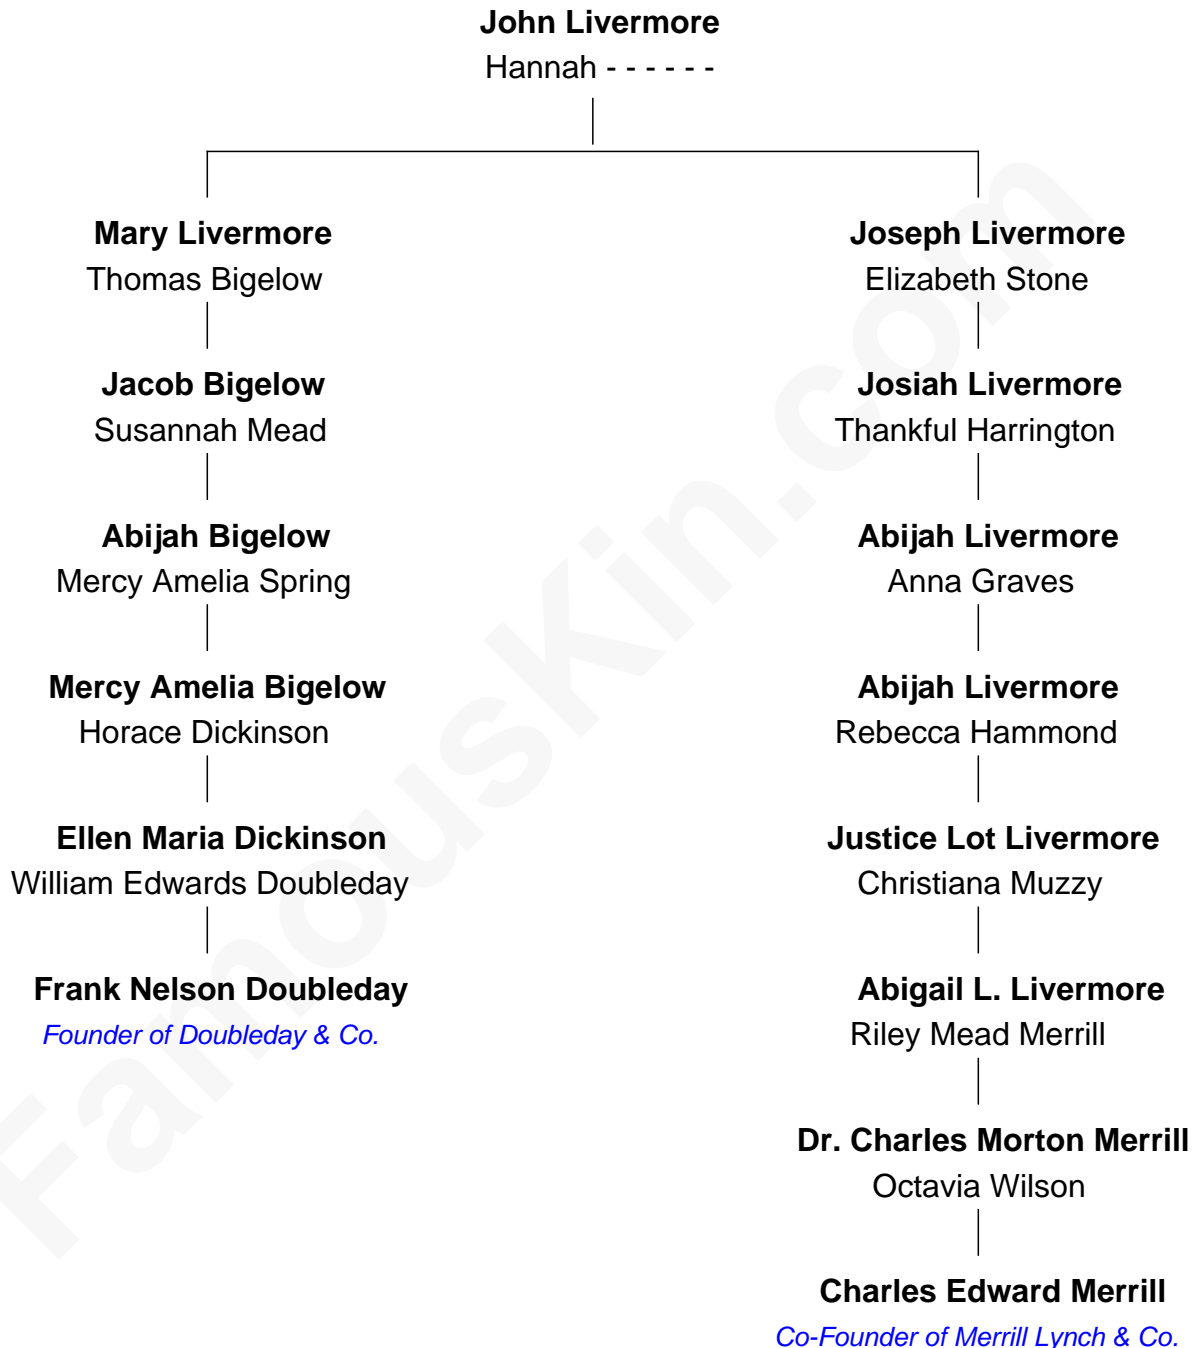 John Livermore
Hannah - - - - - -
Mary Livermore
Thomas Bigelow
Jacob Bigelow
Susannah Mead
Abijah Bigelow
Mercy Amelia Spring
Mercy Amelia Bigelow
Horace Dickinson
Ellen Maria Dickinson
William Edwards Doubleday
Frank Nelson Doubleday
Founder of Doubleday & Co.
Joseph Livermore
Elizabeth Stone
Josiah Livermore
Thankful Harrington
Abijah Livermore
Anna Graves
Abijah Livermore
Rebecca Hammond
Justice Lot Livermore
Christiana Muzzy
Abigail L. Livermore
Riley Mead Merrill
Dr. Charles Morton Merrill
Octavia Wilson
Charles Edward Merrill
Co-Founder of Merrill Lynch & Co.
FamousKin.com